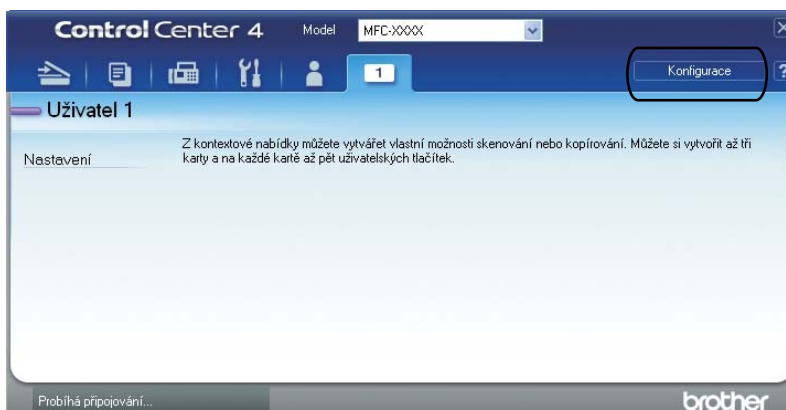 Control Center 4 Model MFC-XXXX
1 Konfigurace ?
Uživatel 1
Nastavení
Z kontextové nabídky můžete vytvářet vlastní možnosti skenování nebo kopírování. Můžete si vytvořit až tři
karty a na každé kartě až pět uživatelských tlačítek.
Probíhá připojování...
brother